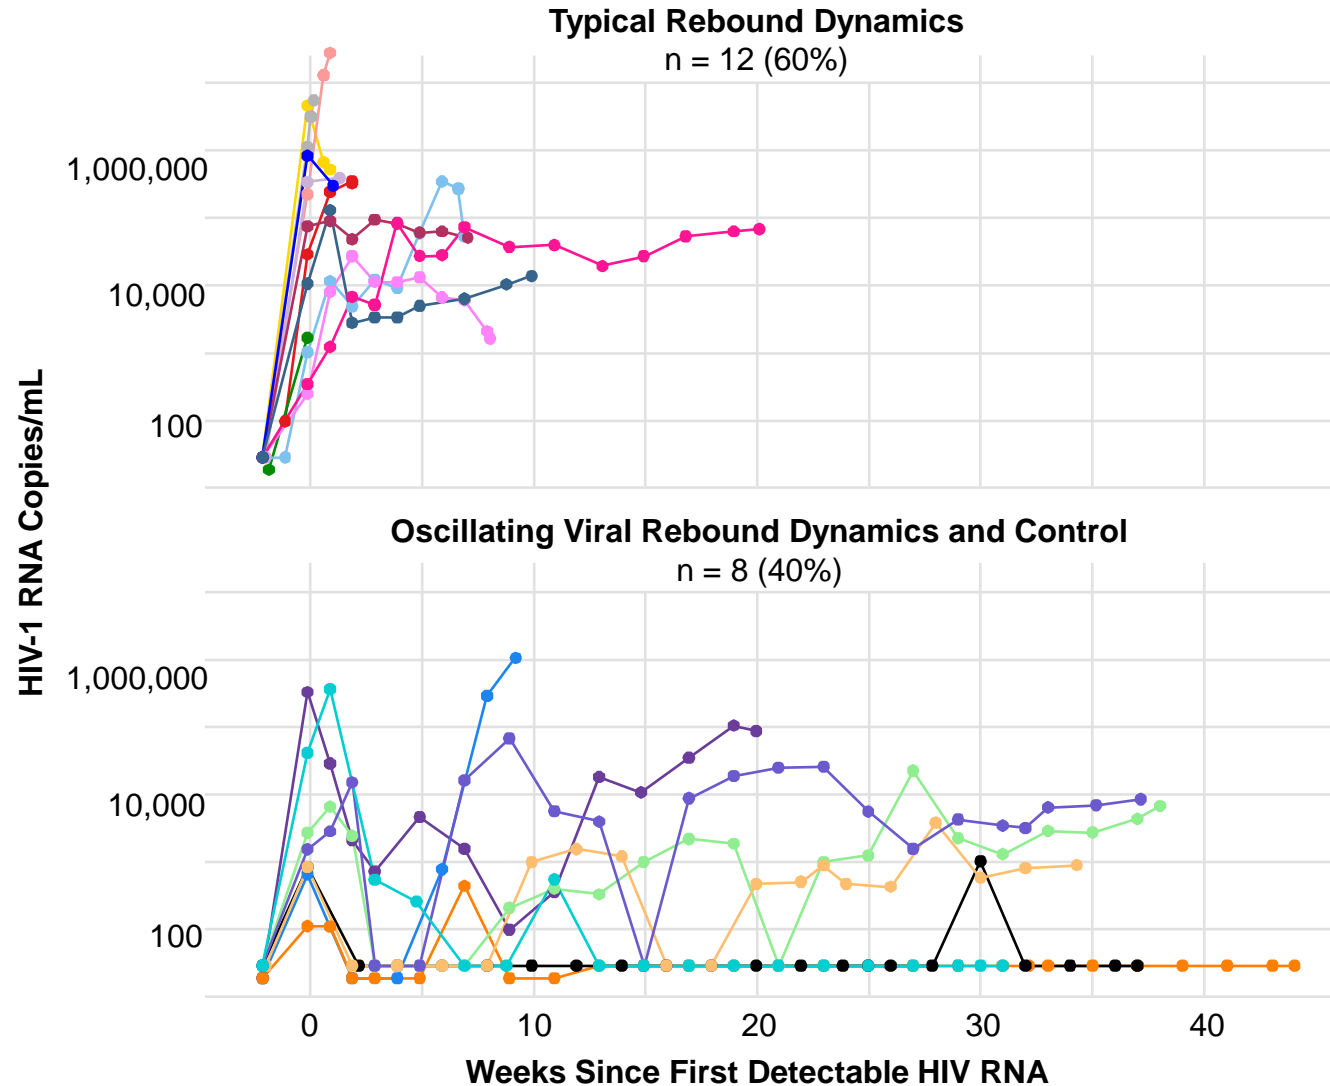 Typical Rebound Dynamics
n = 12 (60%)
1,000,000
10,000
100
HIV-1 RNA Copies/mL
Oscillating Viral Rebound Dynamics and Control
n = 8 (40%)
1,000,000
10,000
100
0 10 20 30 40
Weeks Since First Detectable HIV RNA